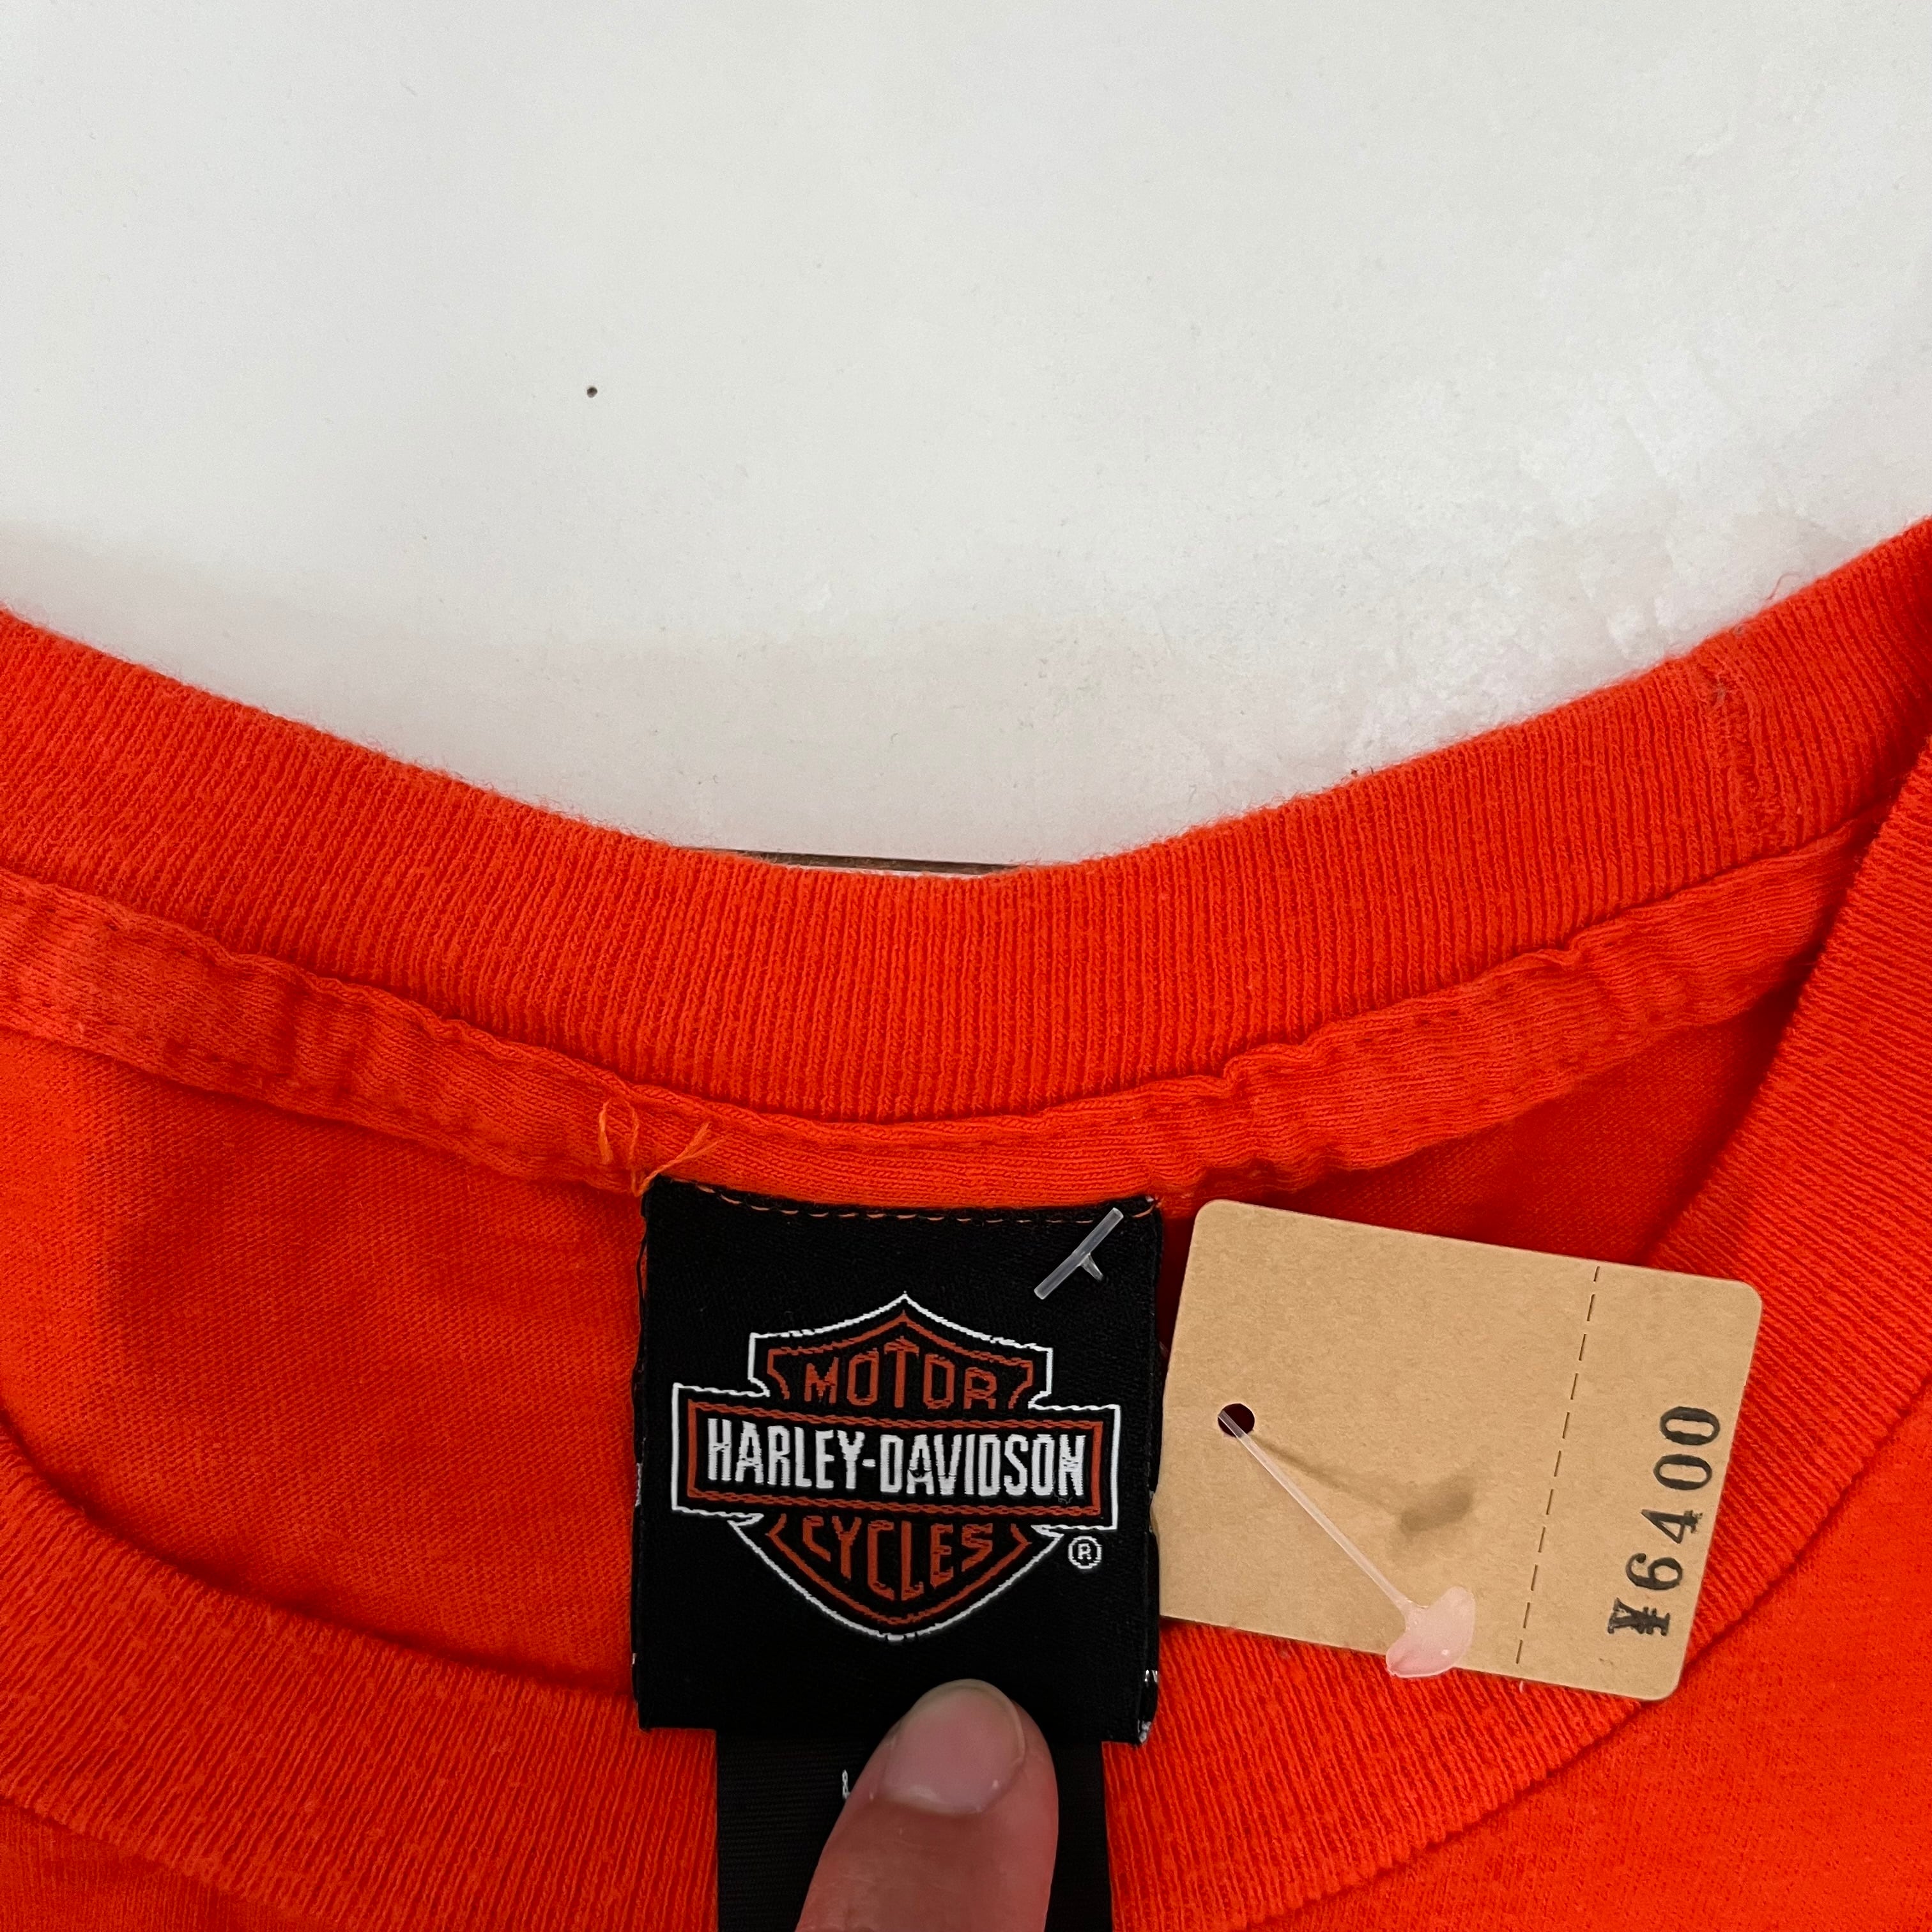 MOTOR
HARLEY-DAVIDSON
CYCLES
®
¥6400